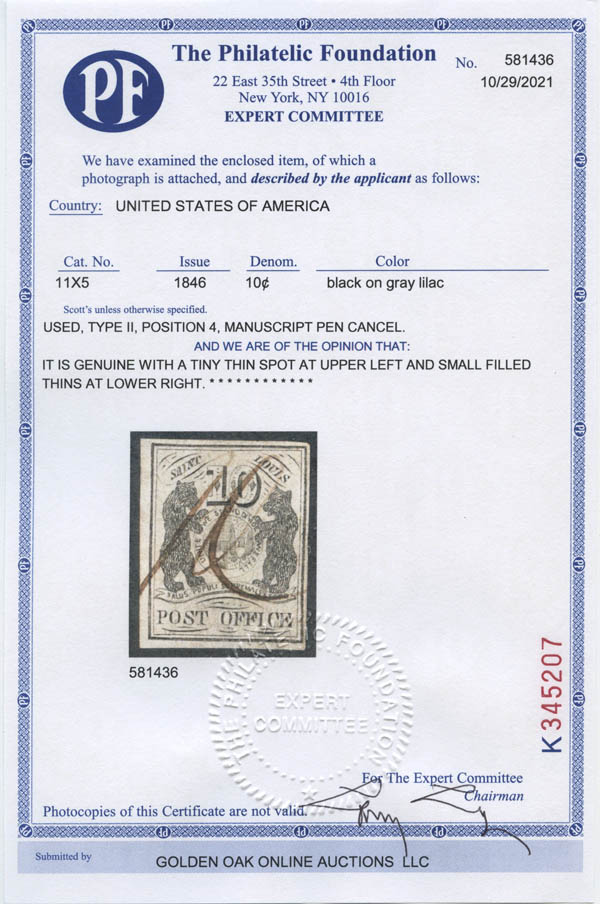 The Philatelic Foundation
No. 581436
PF
22 East 35th Street • 4th Floor
10/29/2021
New York, NY 10016
EXPERT COMMITTEE
We have examined the enclosed item, of which a
photograph is attached, and described by the applicant as follows:
Country: UNITED STATES OF AMERICA
Cat. No. Issue Denom. Color
11X5 1846 10¢ black on gray lilac
Scott's unless otherwise specified.
USED, TYPE II, POSITION 4, MANUSCRIPT PEN CANCEL.
AND WE ARE OF THE OPINION THAT:
IT IS GENUINE WITH A TINY THIN SPOT AT UPPER LEFT AND SMALL FILLED
THINS AT LOWER RIGHT. * * * * * * * * * * * *
SAINT LOUIS
10
SALUS POPULI
POST OFFICE
581436
THE PHILATELIC FOUNDATION
EXPERT
COMMITTEE
K 345207
For The Expert Committee
Chairman
Photocopies of this Certificate are not valid.
Submitted by GOLDEN OAK ONLINE AUCTIONS LLC